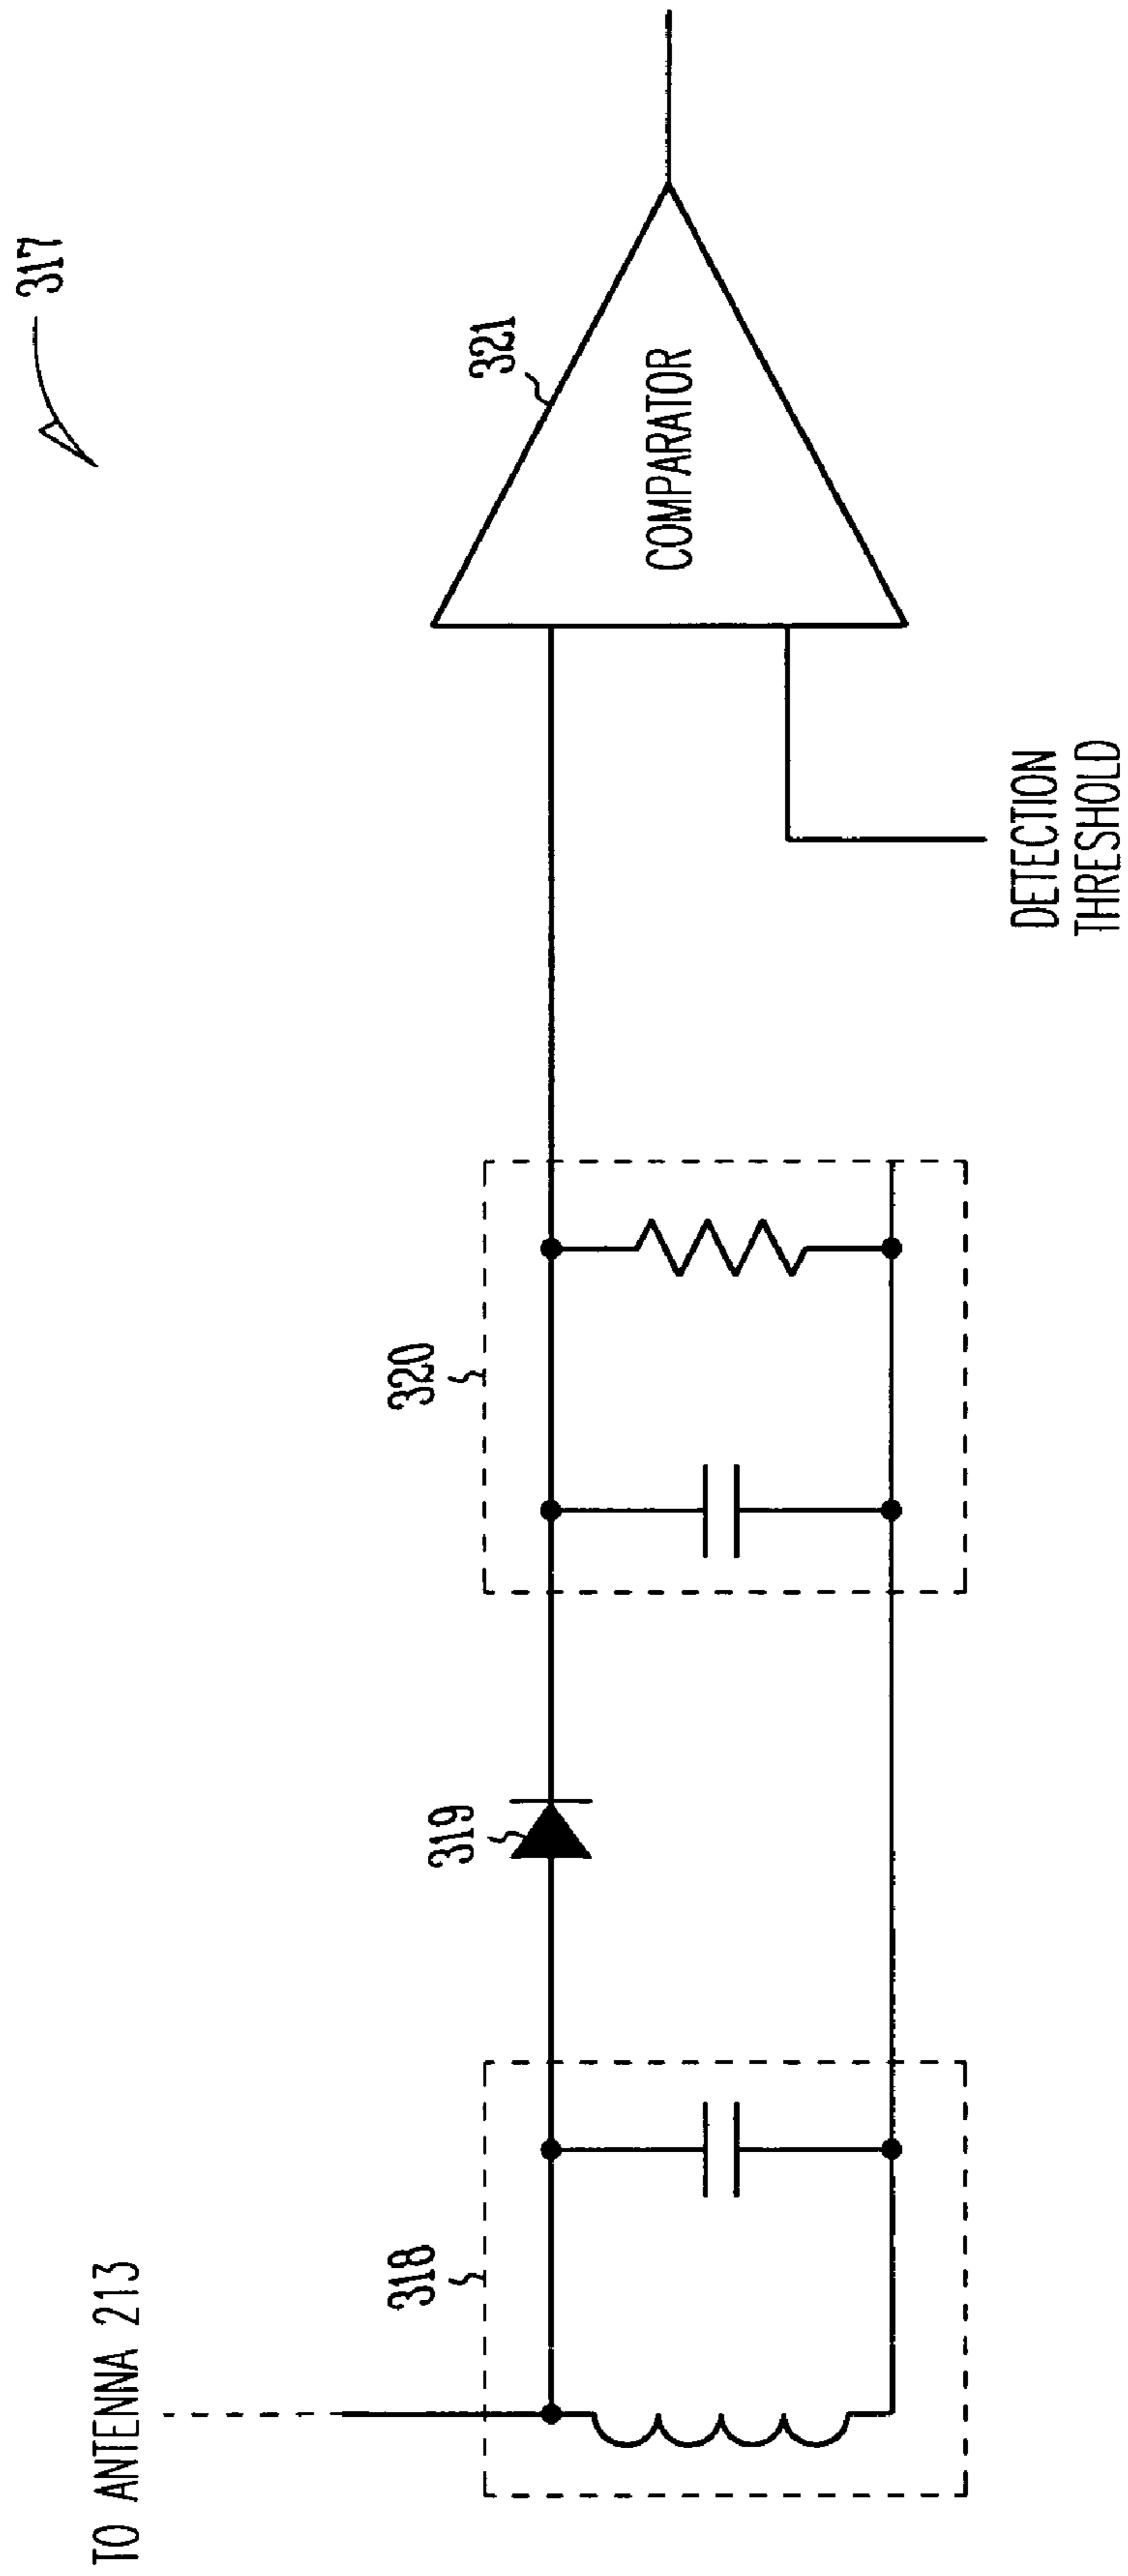 317
321
COMPARATOR
DETECTION
THRESHOLD
320
319
318
TO ANTENNA 213